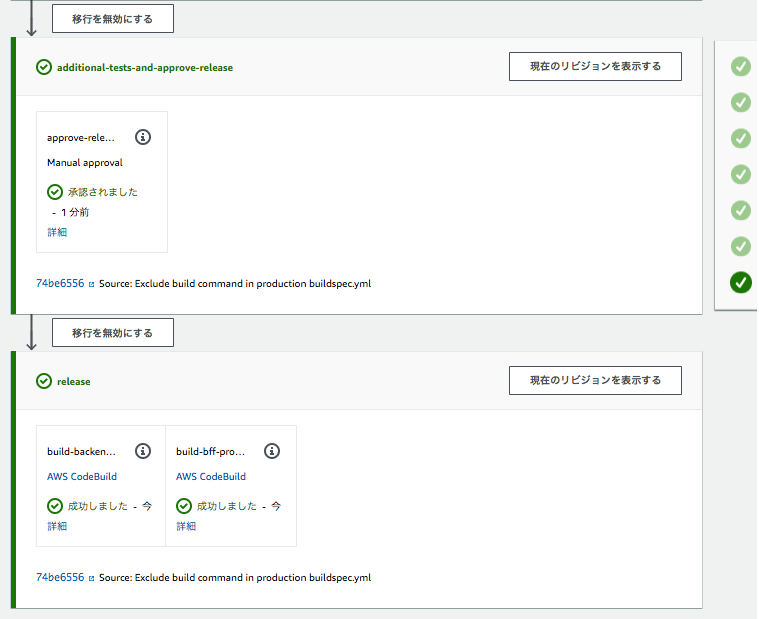 移行を無効にする
additional-tests-and-approve-release
現在のリビジョンを表示する
approve-rele...
Manual approval
承認されました
- 1 分前
詳細
74be6556 Source: Exclude build command in production buildspec.yml
移行を無効にする
release
現在のリビジョンを表示する
build-backen...
AWS CodeBuild
成功しました - 今
詳細
build-bff-pro...
AWS CodeBuild
成功しました - 今
詳細
74be6556 Source: Exclude build command in production buildspec.yml